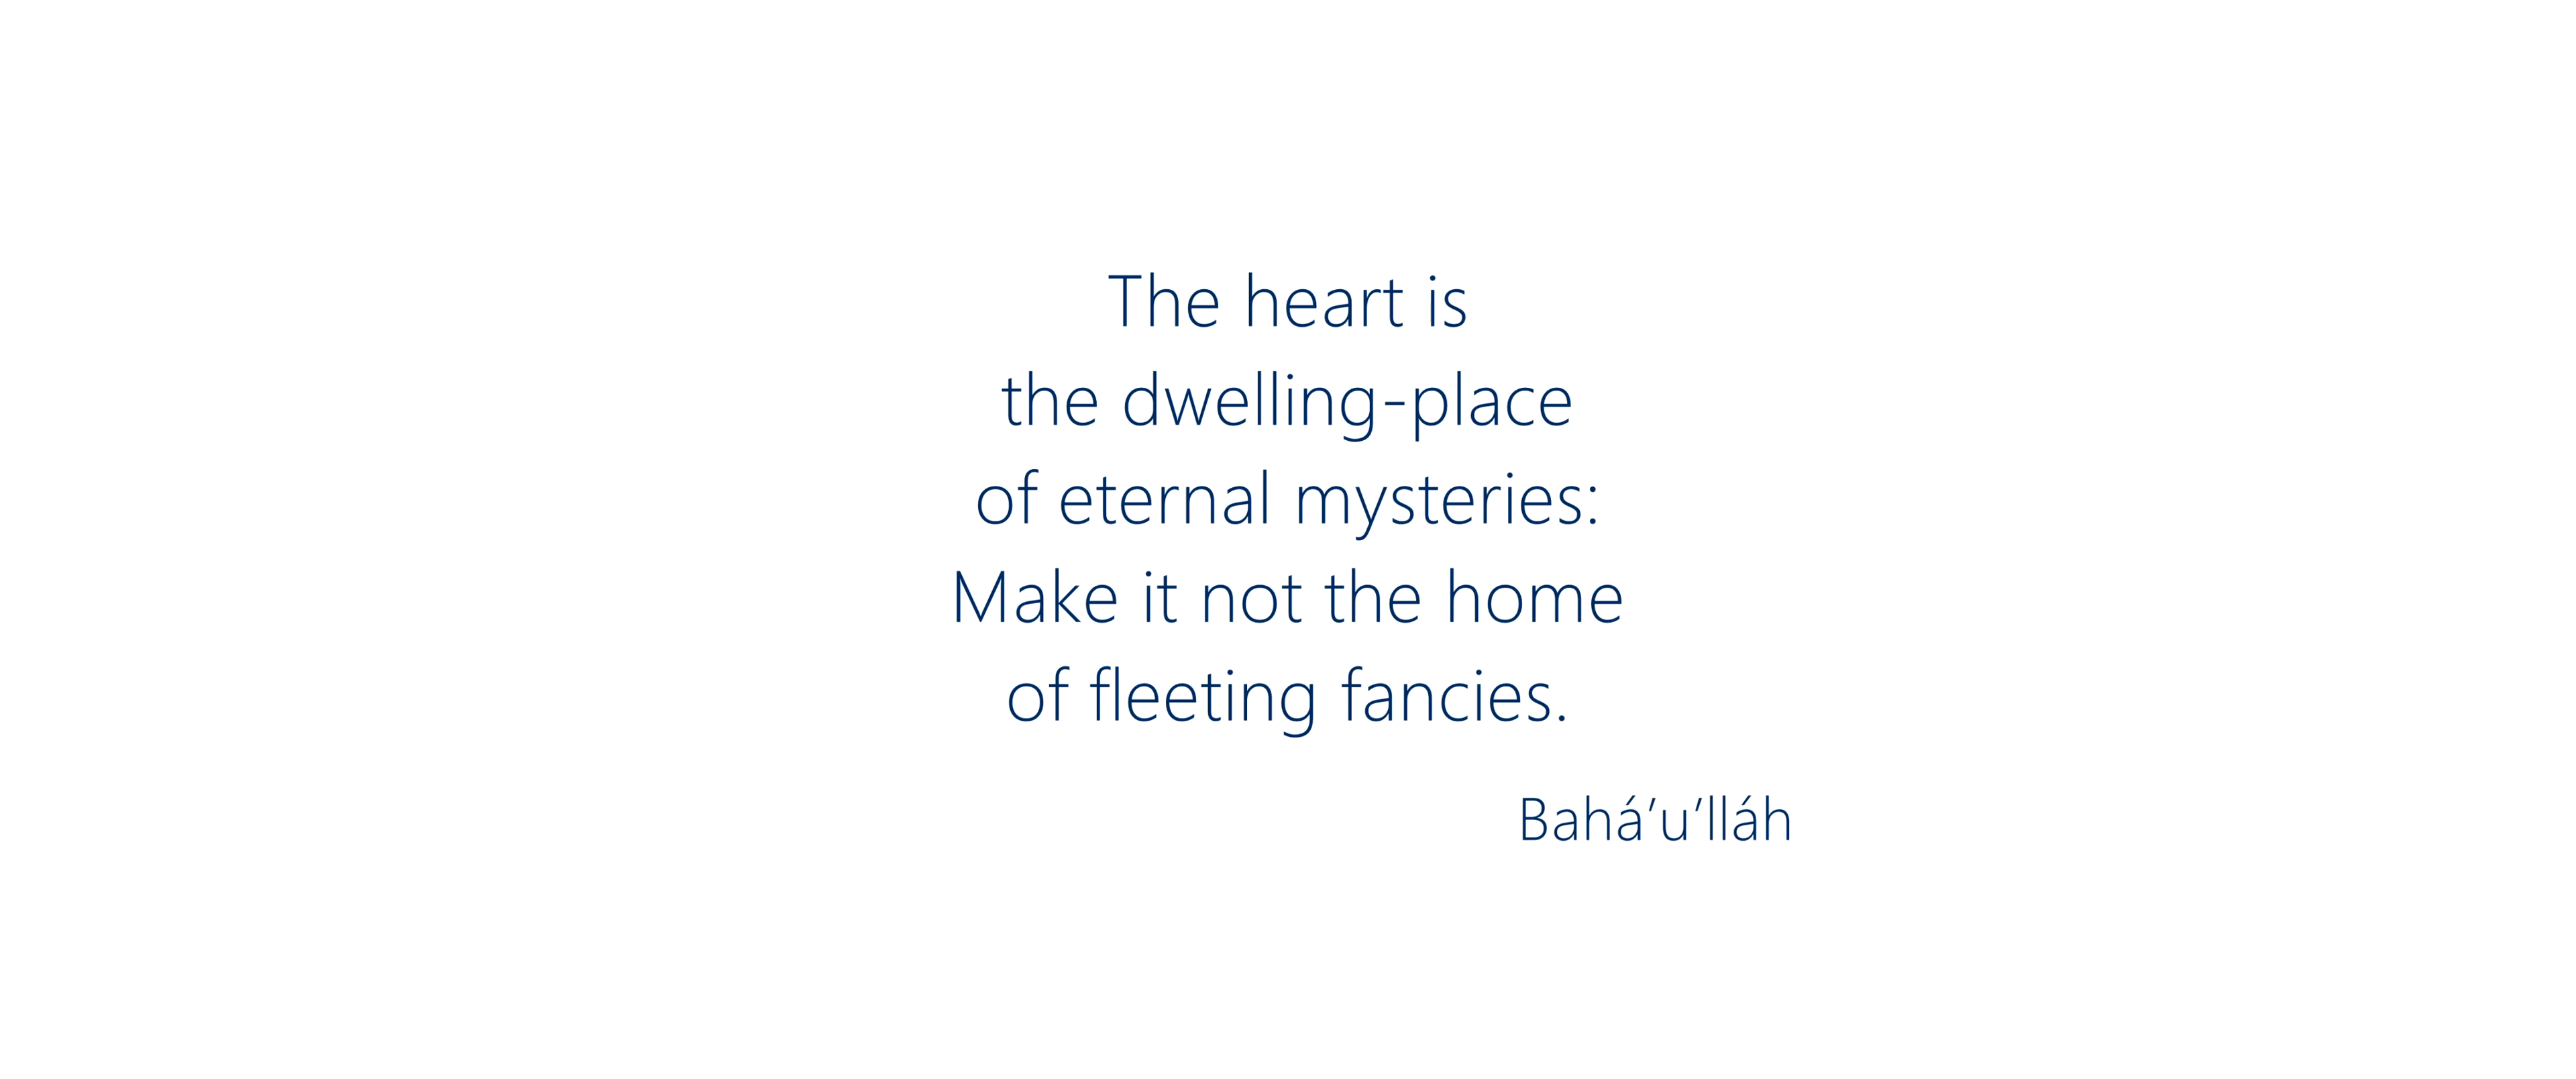 The heart is
the dwelling-place
of eternal mysteries:
Make it not the home
of fleeting fancies.
Bahá’u’lláh